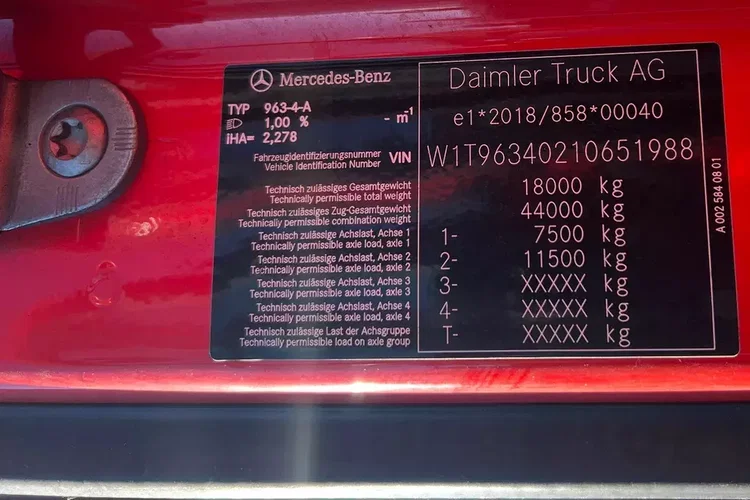 Mercedes-Benz
TYP 963-4-A
1,00 % - m-1
iHA= 2,278
Fahrzeugidentifizierungsnummer
Vehicle Identification Number
VIN
Daimler Truck AG
e1*2018/858*00040
W1T96340210651988
Technisch zulässiges Gesamtgewicht
Technically permissible total weight
18000 kg
Technisch zulässiges Zug-Gesamtgewicht
Technically permissible combination weight
44000 kg
Technisch zulässige Achslast, Achse 1
Technically permissible axle load, axle 1
1- 7500 kg
Technisch zulässige Achslast, Achse 2
Technically permissible axle load, axle 2
2- 11500 kg
Technisch zulässige Achslast, Achse 3
Technically permissible axle load, axle 3
3- XXXXX kg
Technisch zulässige Achslast, Achse 4
Technically permissible axle load, axle 4
4- XXXXX kg
Technisch zulässige Last der Achsgruppe
Technically permissible load on axle group
T- XXXXX kg
A 002 584 08 01